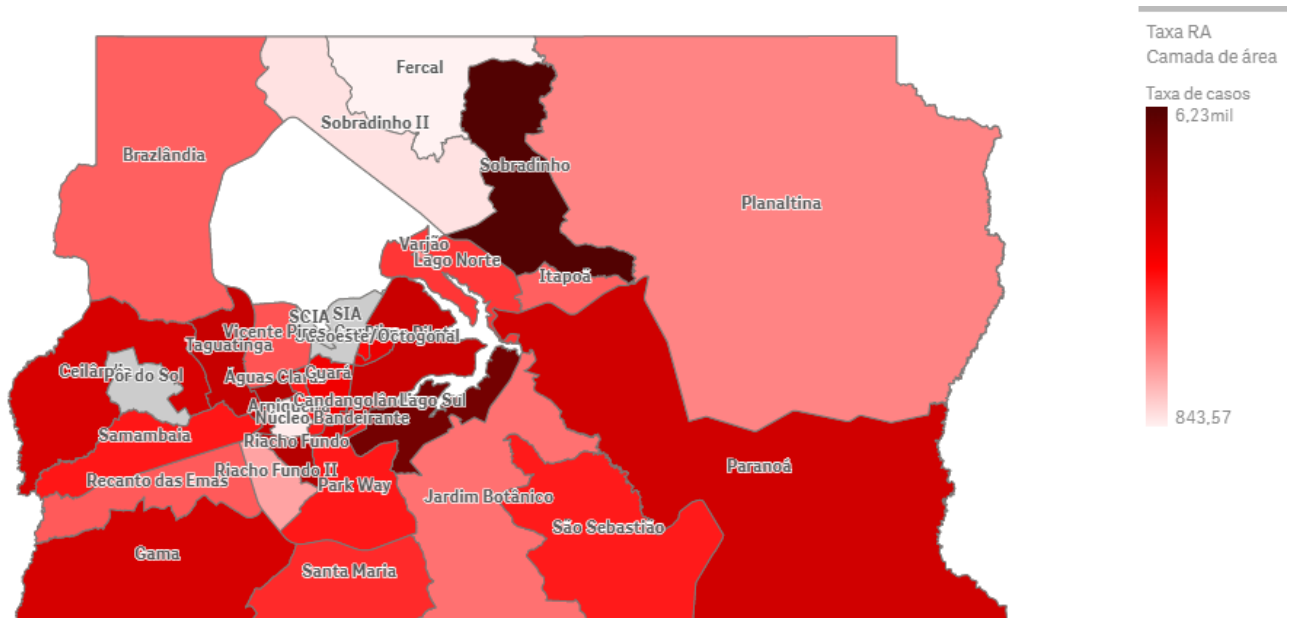 Taxa RA
Camada de área
Taxa de casos
6,23mil
843,57
Fercal
Sobradinho II
Brazlândia
Sobradinho
Planaltina
Varjão
Lago Norte
Itapoã
SCIA
SIA
Vicente Pires
Sudoeste/Octogonal
Taguatinga
Ceilândia
Pôr do Sol
Águas Claras
Guará
Arniqueira
Candangolândia
Lago Sul
Núcleo Bandeirante
Samambaia
Riacho Fundo
Riacho Fundo II
Recanto das Emas
Park Way
Jardim Botânico
Paranoá
São Sebastião
Gama
Santa Maria